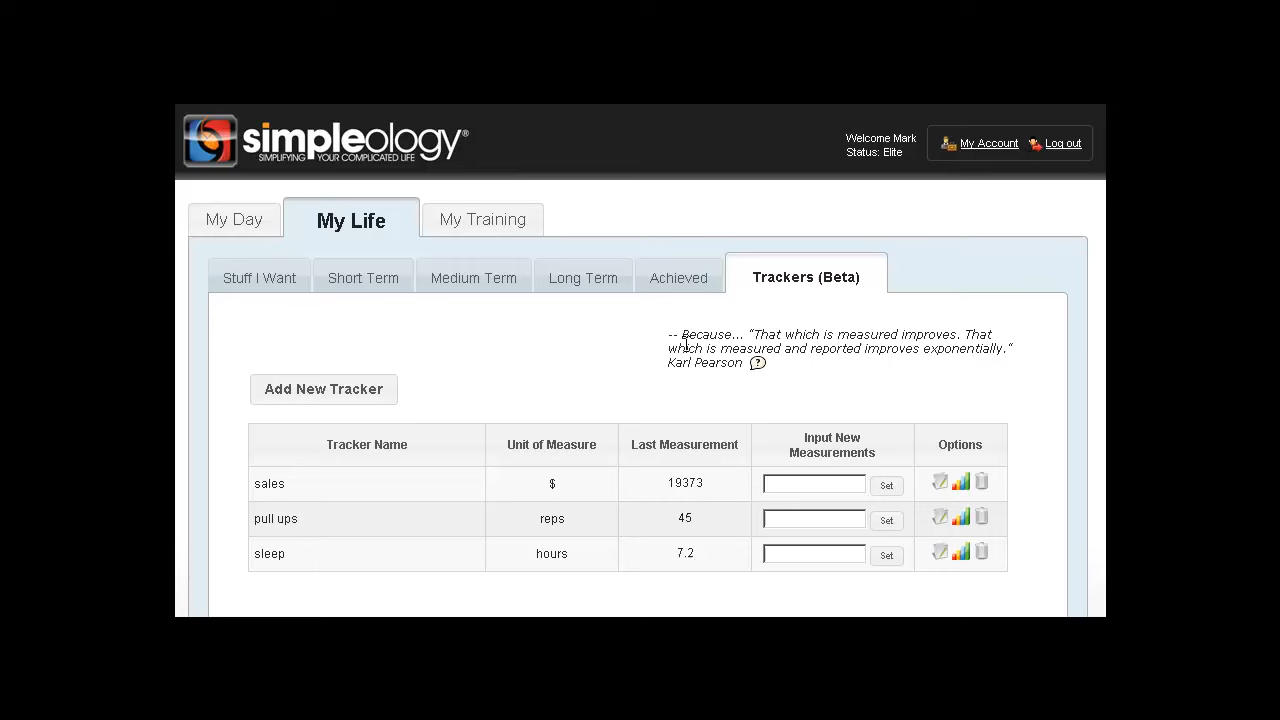 simpleology®
SIMPLIFYING YOUR COMPLICATED LIFE
Welcome Mark
Status: Elite
My Account
Log out
My Day
My Life
My Training
Stuff I Want
Short Term
Medium Term
Long Term
Achieved
Trackers (Beta)
-- Because... "That which is measured improves. That
which is measured and reported improves exponentially."
Karl Pearson ?
Add New Tracker
Tracker Name
Unit of Measure
Last Measurement
Input New
Measurements
Options
sales
$
19373
Set
pull ups
reps
45
Set
sleep
hours
7.2
Set